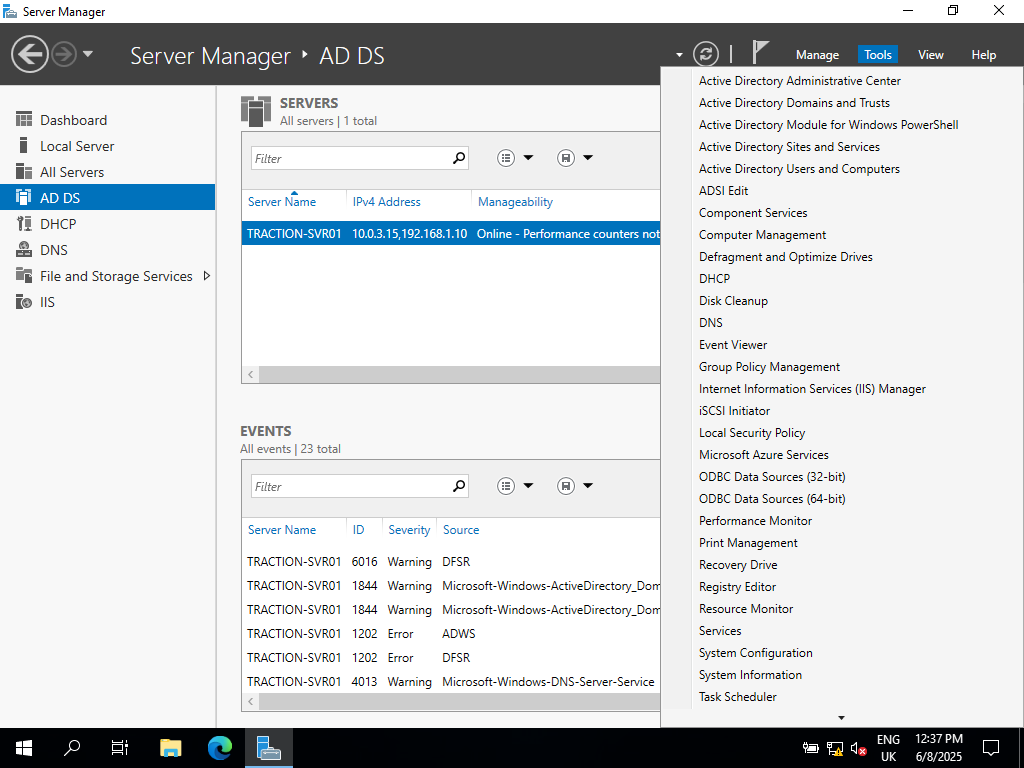 Server Manager
Server Manager ‣ AD DS
Manage Tools View Help
Dashboard
Local Server
All Servers
AD DS
DHCP
DNS
File and Storage Services
IIS
SERVERS
All servers | 1 total
Filter
Server Name IPv4 Address Manageability
TRACTION-SVR01 10.0.3.15,192.168.1.10 Online - Performance counters not
EVENTS
All events | 23 total
Filter
Server Name ID Severity Source
TRACTION-SVR01 6016 Warning DFSR
TRACTION-SVR01 1844 Warning Microsoft-Windows-ActiveDirectory_Dom
TRACTION-SVR01 1844 Warning Microsoft-Windows-ActiveDirectory_Dom
TRACTION-SVR01 1202 Error ADWS
TRACTION-SVR01 1202 Error DFSR
TRACTION-SVR01 4013 Warning Microsoft-Windows-DNS-Server-Service
Active Directory Administrative Center
Active Directory Domains and Trusts
Active Directory Module for Windows PowerShell
Active Directory Sites and Services
Active Directory Users and Computers
ADSI Edit
Component Services
Computer Management
Defragment and Optimize Drives
DHCP
Disk Cleanup
DNS
Event Viewer
Group Policy Management
Internet Information Services (IIS) Manager
iSCSI Initiator
Local Security Policy
Microsoft Azure Services
ODBC Data Sources (32-bit)
ODBC Data Sources (64-bit)
Performance Monitor
Print Management
Recovery Drive
Registry Editor
Resource Monitor
Services
System Configuration
System Information
Task Scheduler
ENG
UK
12:37 PM
6/8/2025